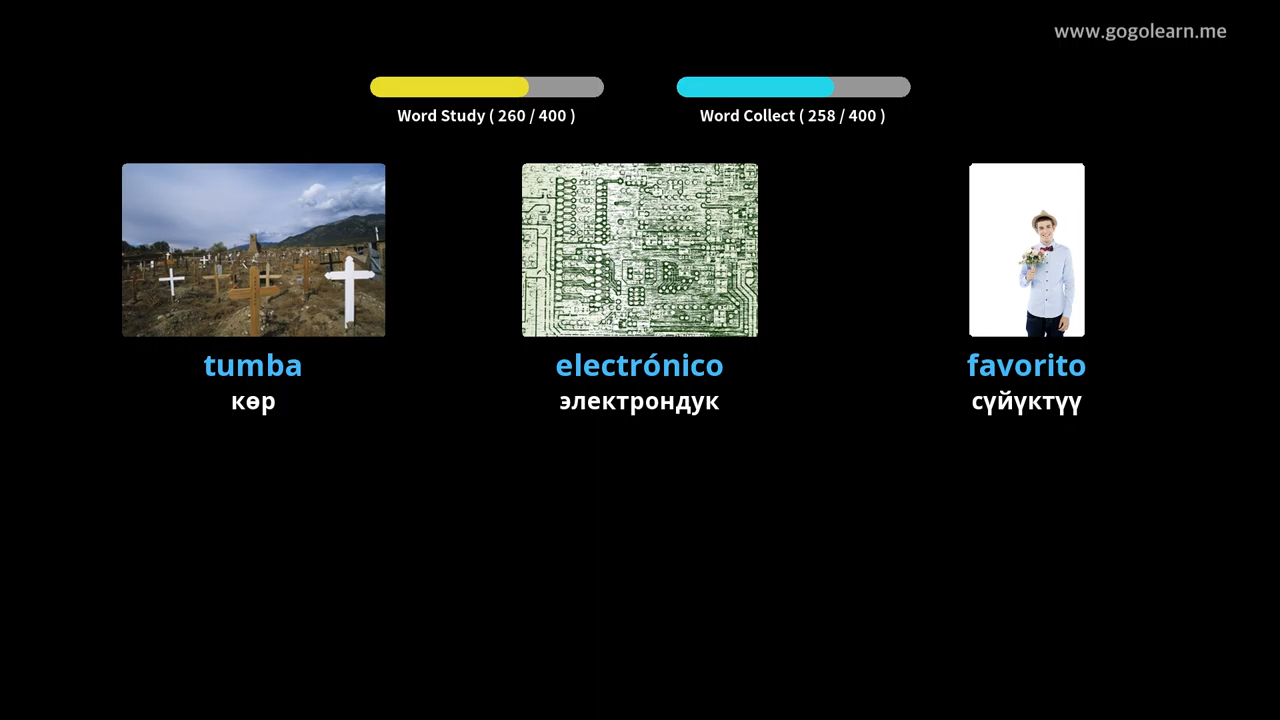 www.gogolearn.me
Word Study ( 260 / 400 )
Word Collect ( 258 / 400 )
tumba
көр
electrónico
электрондук
favorito
сүйүктүү